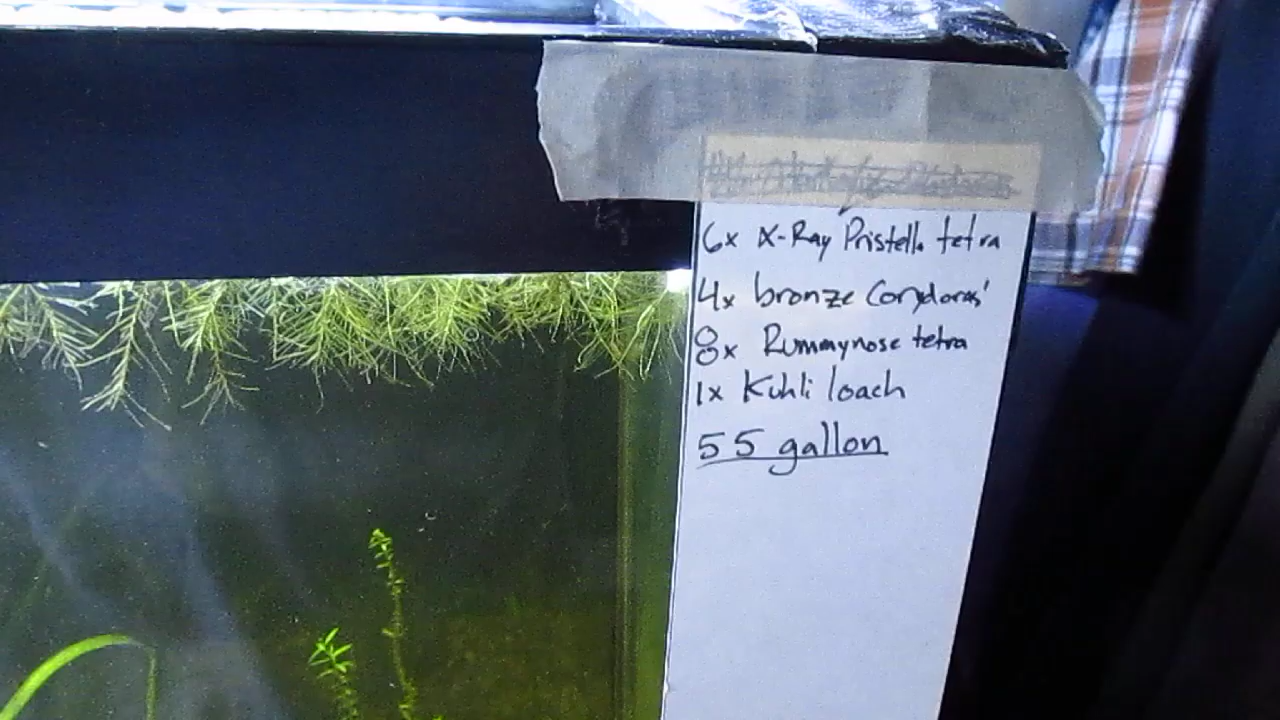 6x X-Ray Pristella tetra
4x bronze Corydoras'
8x Rummynose tetra
1x Kuhli loach
55 gallon